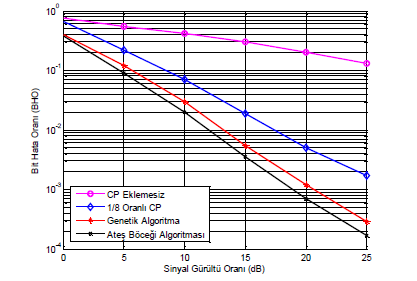 10^0
10^-1
10^-2
10^-3
10^-4
Bit Hata Oranı (BHO)
CP Eklemesiz
1/8 Oranlı CP
Genetik Algoritma
Ateş Böceği Algoritması
0 5 10 15 20 25
Sinyal Gürültü Oranı (dB)